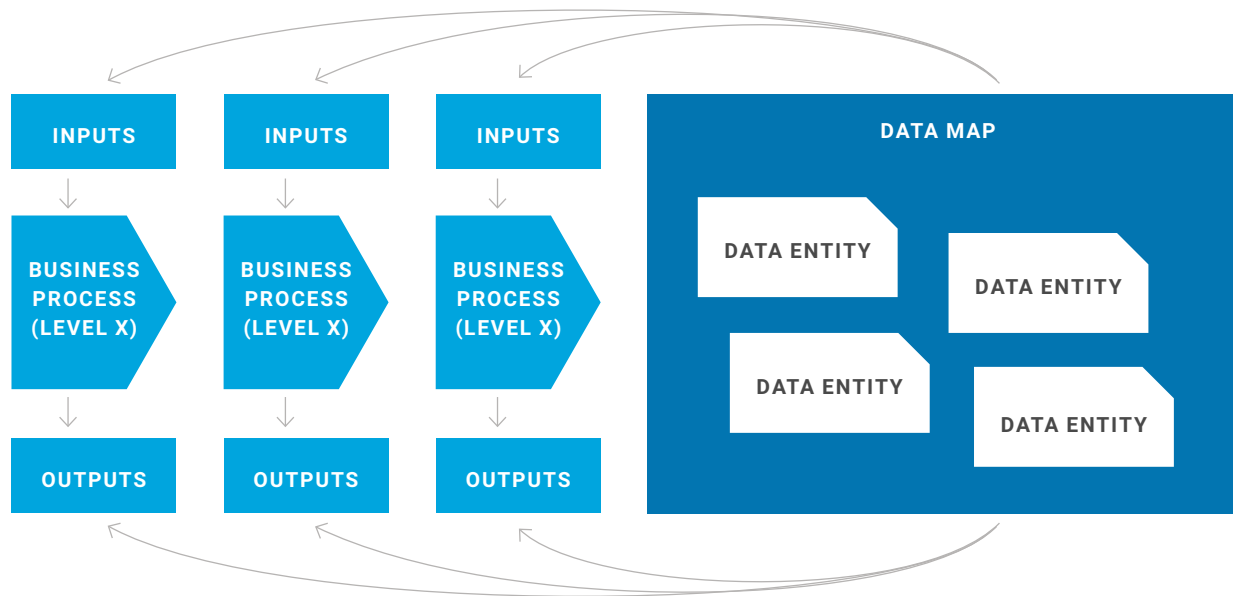 INPUTS
INPUTS
INPUTS
DATA MAP
BUSINESS
PROCESS
(LEVEL X)
BUSINESS
PROCESS
(LEVEL X)
BUSINESS
PROCESS
(LEVEL X)
DATA ENTITY
DATA ENTITY
DATA ENTITY
DATA ENTITY
OUTPUTS
OUTPUTS
OUTPUTS